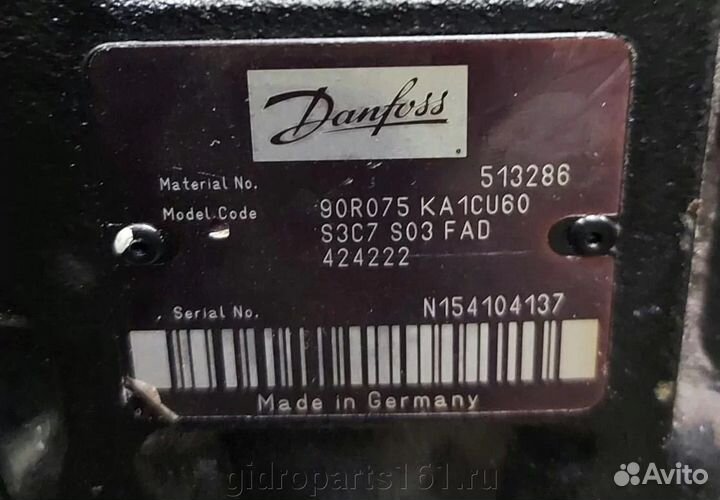 Danfoss
Material No. 513286
Model Code 90R075 KA1CU60
S3C7 S03 FAD
424222
Serial No. N154104137
Made in Germany
gidroparts161.ru
Avito